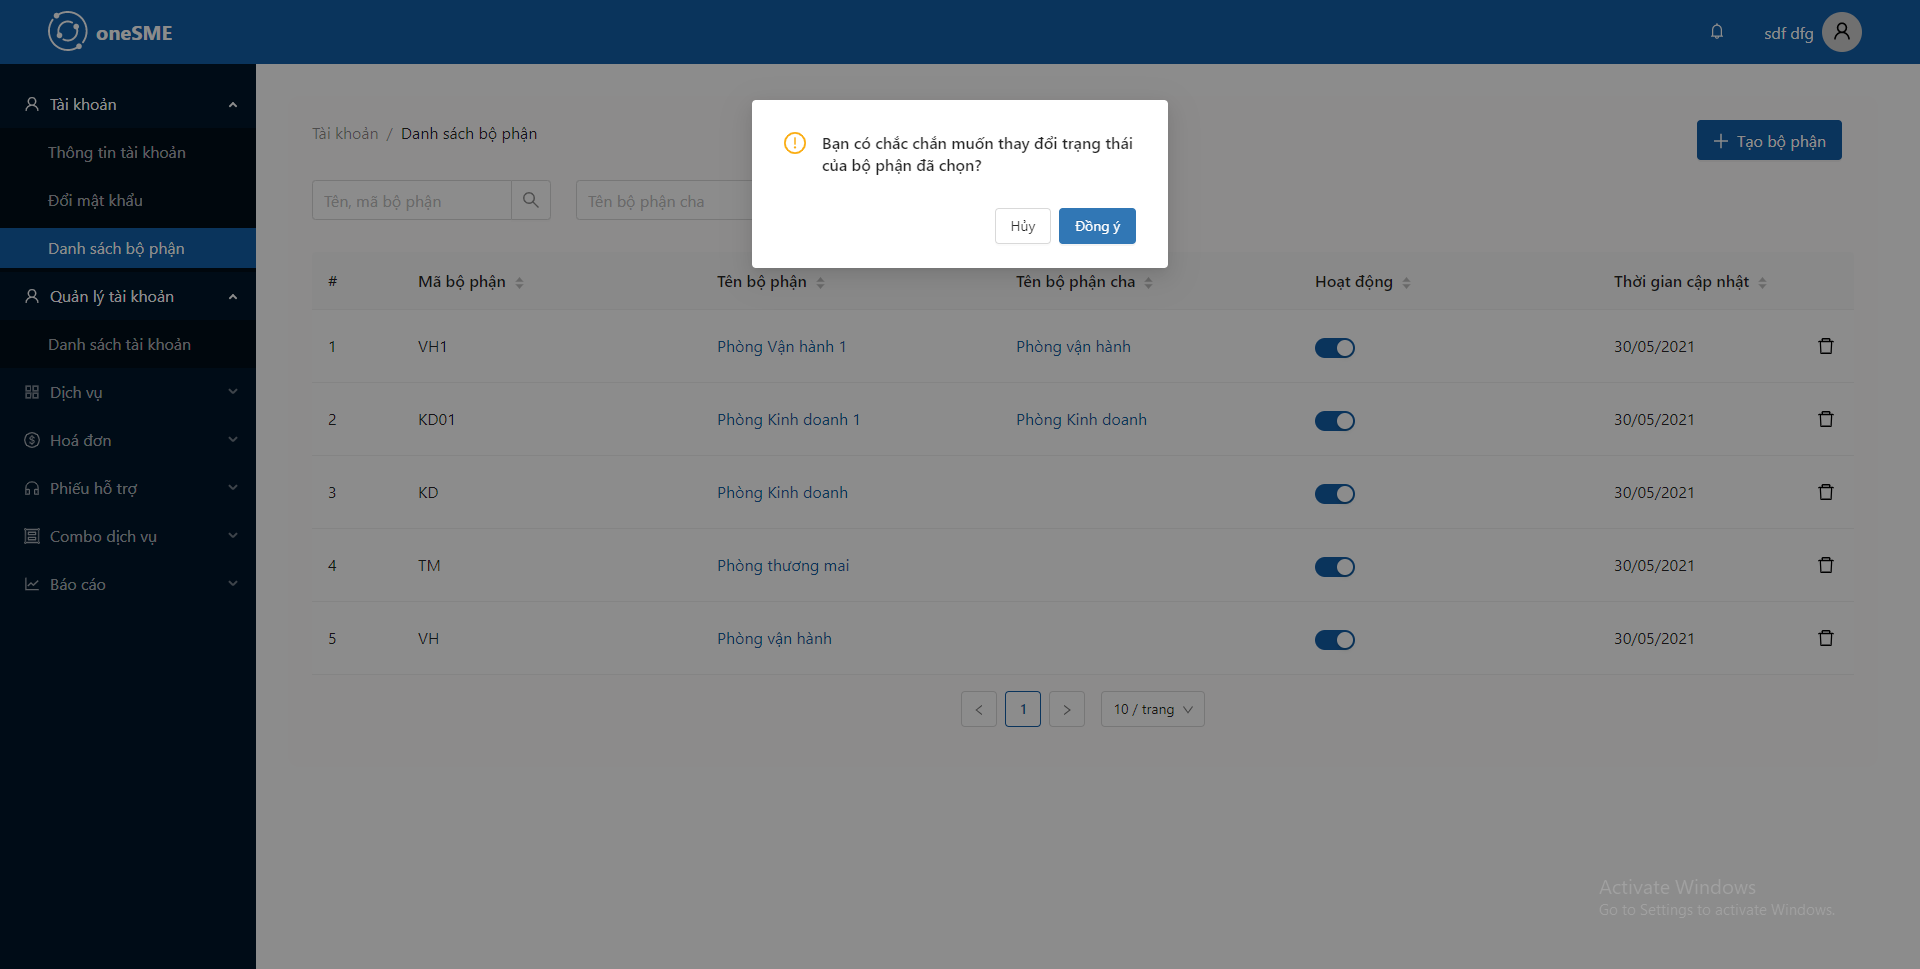 oneSME
sdf dfg
Tài khoản
Thông tin tài khoản
Đổi mật khẩu
Danh sách bộ phận
Quản lý tài khoản
Danh sách tài khoản
Dịch vụ
Hoá đơn
Phiếu hỗ trợ
Combo dịch vụ
Báo cáo
Tài khoản / Danh sách bộ phận
Tạo bộ phận
Tên, mã bộ phận
Tên bộ phận cha
Bạn có chắc chắn muốn thay đổi trạng thái
của bộ phận đã chọn?
Hủy Đồng ý
# Mã bộ phận Tên bộ phận Tên bộ phận cha Hoạt động Thời gian cập nhật
1 VH1 Phòng Vận hành 1 Phòng vận hành 30/05/2021
2 KD01 Phòng Kinh doanh 1 Phòng Kinh doanh 30/05/2021
3 KD Phòng Kinh doanh 30/05/2021
4 TM Phòng thương mai 30/05/2021
5 VH Phòng vận hành 30/05/2021
< 1 > 10 / trang
Activate Windows
Go to Settings to activate Windows.